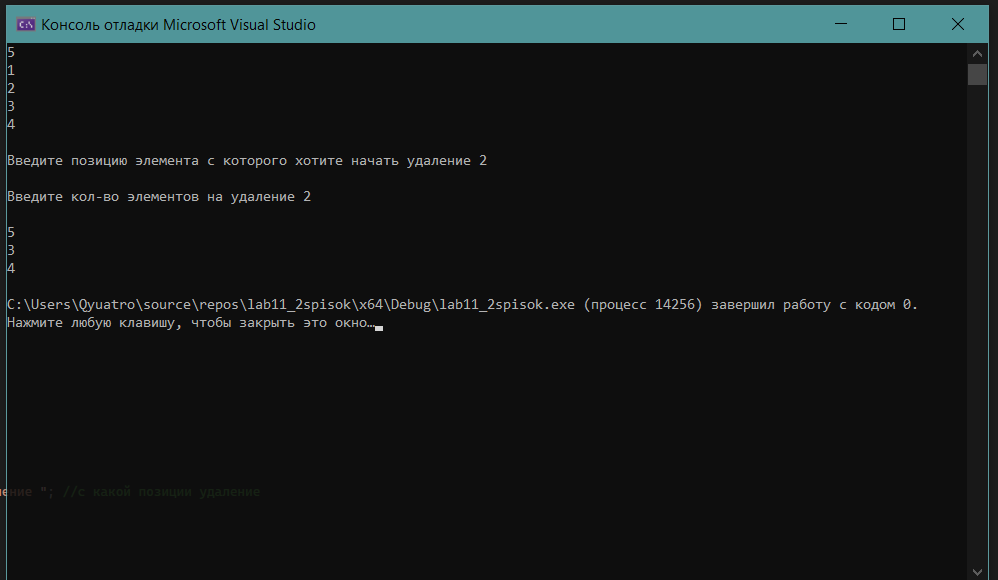 Консоль отладки Microsoft Visual Studio
5
1
2
3
4
Введите позицию элемента с которого хотите начать удаление 2
Введите кол-во элементов на удаление 2
5
3
4
C:\Users\Qyuatro\source\repos\lab11_2spisok\x64\Debug\lab11_2spisok.exe (процесс 14256) завершил работу с кодом 0.
Нажмите любую клавишу, чтобы закрыть это окно…
ение "; //с какой позиции удаление